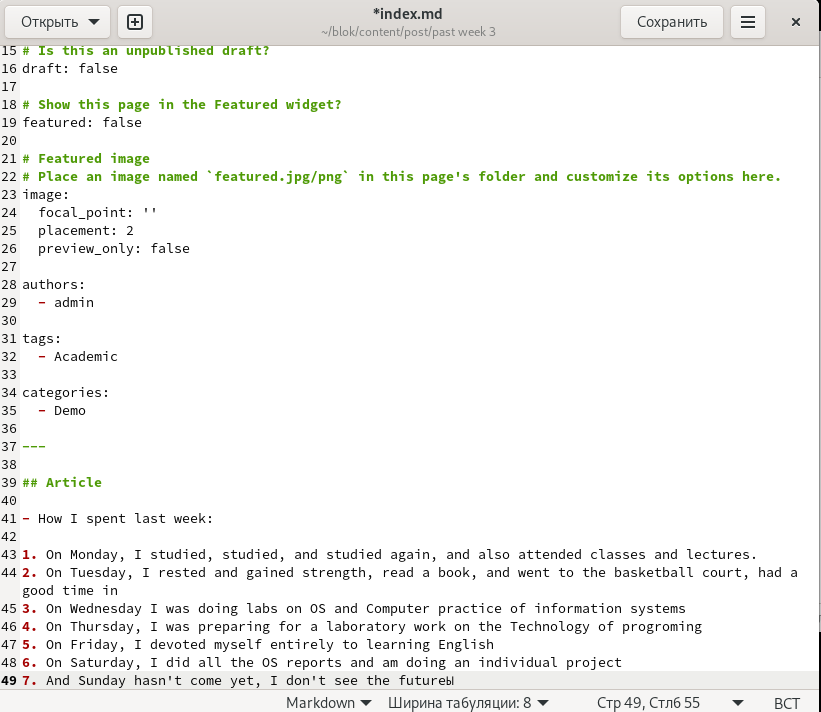 Открыть
*index.md
~/blok/content/post/past week 3
Сохранить
15 # Is this an unpublished draft?
16 draft: false
17
18 # Show this page in the Featured widget?
19 featured: false
20
21 # Featured image
22 # Place an image named `featured.jpg/png` in this page's folder and customize its options here.
23 image:
24   focal_point: ''
25   placement: 2
26   preview_only: false
27
28 authors:
29   - admin
30
31 tags:
32   - Academic
33
34 categories:
35   - Demo
36
37 ---
38
39 ## Article
40
41 - How I spent last week:
42
43 1. On Monday, I studied, studied, and studied again, and also attended classes and lectures.
44 2. On Tuesday, I rested and gained strength, read a book, and went to the basketball court, had a
good time in
45 3. On Wednesday I was doing labs on OS and Computer practice of information systems
46 4. On Thursday, I was preparing for a laboratory work on the Technology of programing
47 5. On Friday, I devoted myself entirely to learning English
48 6. On Saturday, I did all the OS reports and am doing an individual project
49 7. And Sunday hasn't come yet, I don't see the futureы
Markdown
Ширина табуляции: 8
Стр 49, Стлб 55
ВСТ